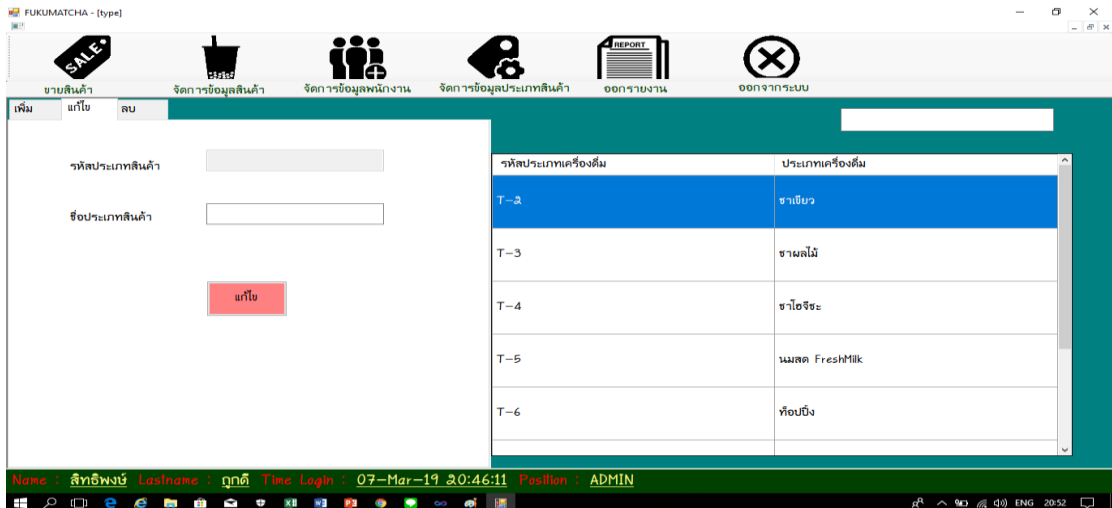 FUKUMATCHA - [type]
SALE
REPORT
ขายสินค้า จัดการข้อมูลสินค้า จัดการข้อมูลพนักงาน จัดการข้อมูลประเภทสินค้า ออกรายงาน ออกจากระบบ
เพิ่ม แก้ไข ลบ
รหัสประเภทสินค้า
ชื่อประเภทสินค้า
แก้ไข
รหัสประเภทเครื่องดื่ม ประเภทเครื่องดื่ม
T-2 ชาเขียว
T-3 ชาผลไม้
T-4 ชาโฮจิชะ
T-5 นมสด FreshMilk
T-6 ท็อปปิ้ง
Name : สิทธิพงษ์ Lastname : ถูกดี Time Login : 07-Mar-19 20:46:11 Position : ADMIN
ENG 20:52